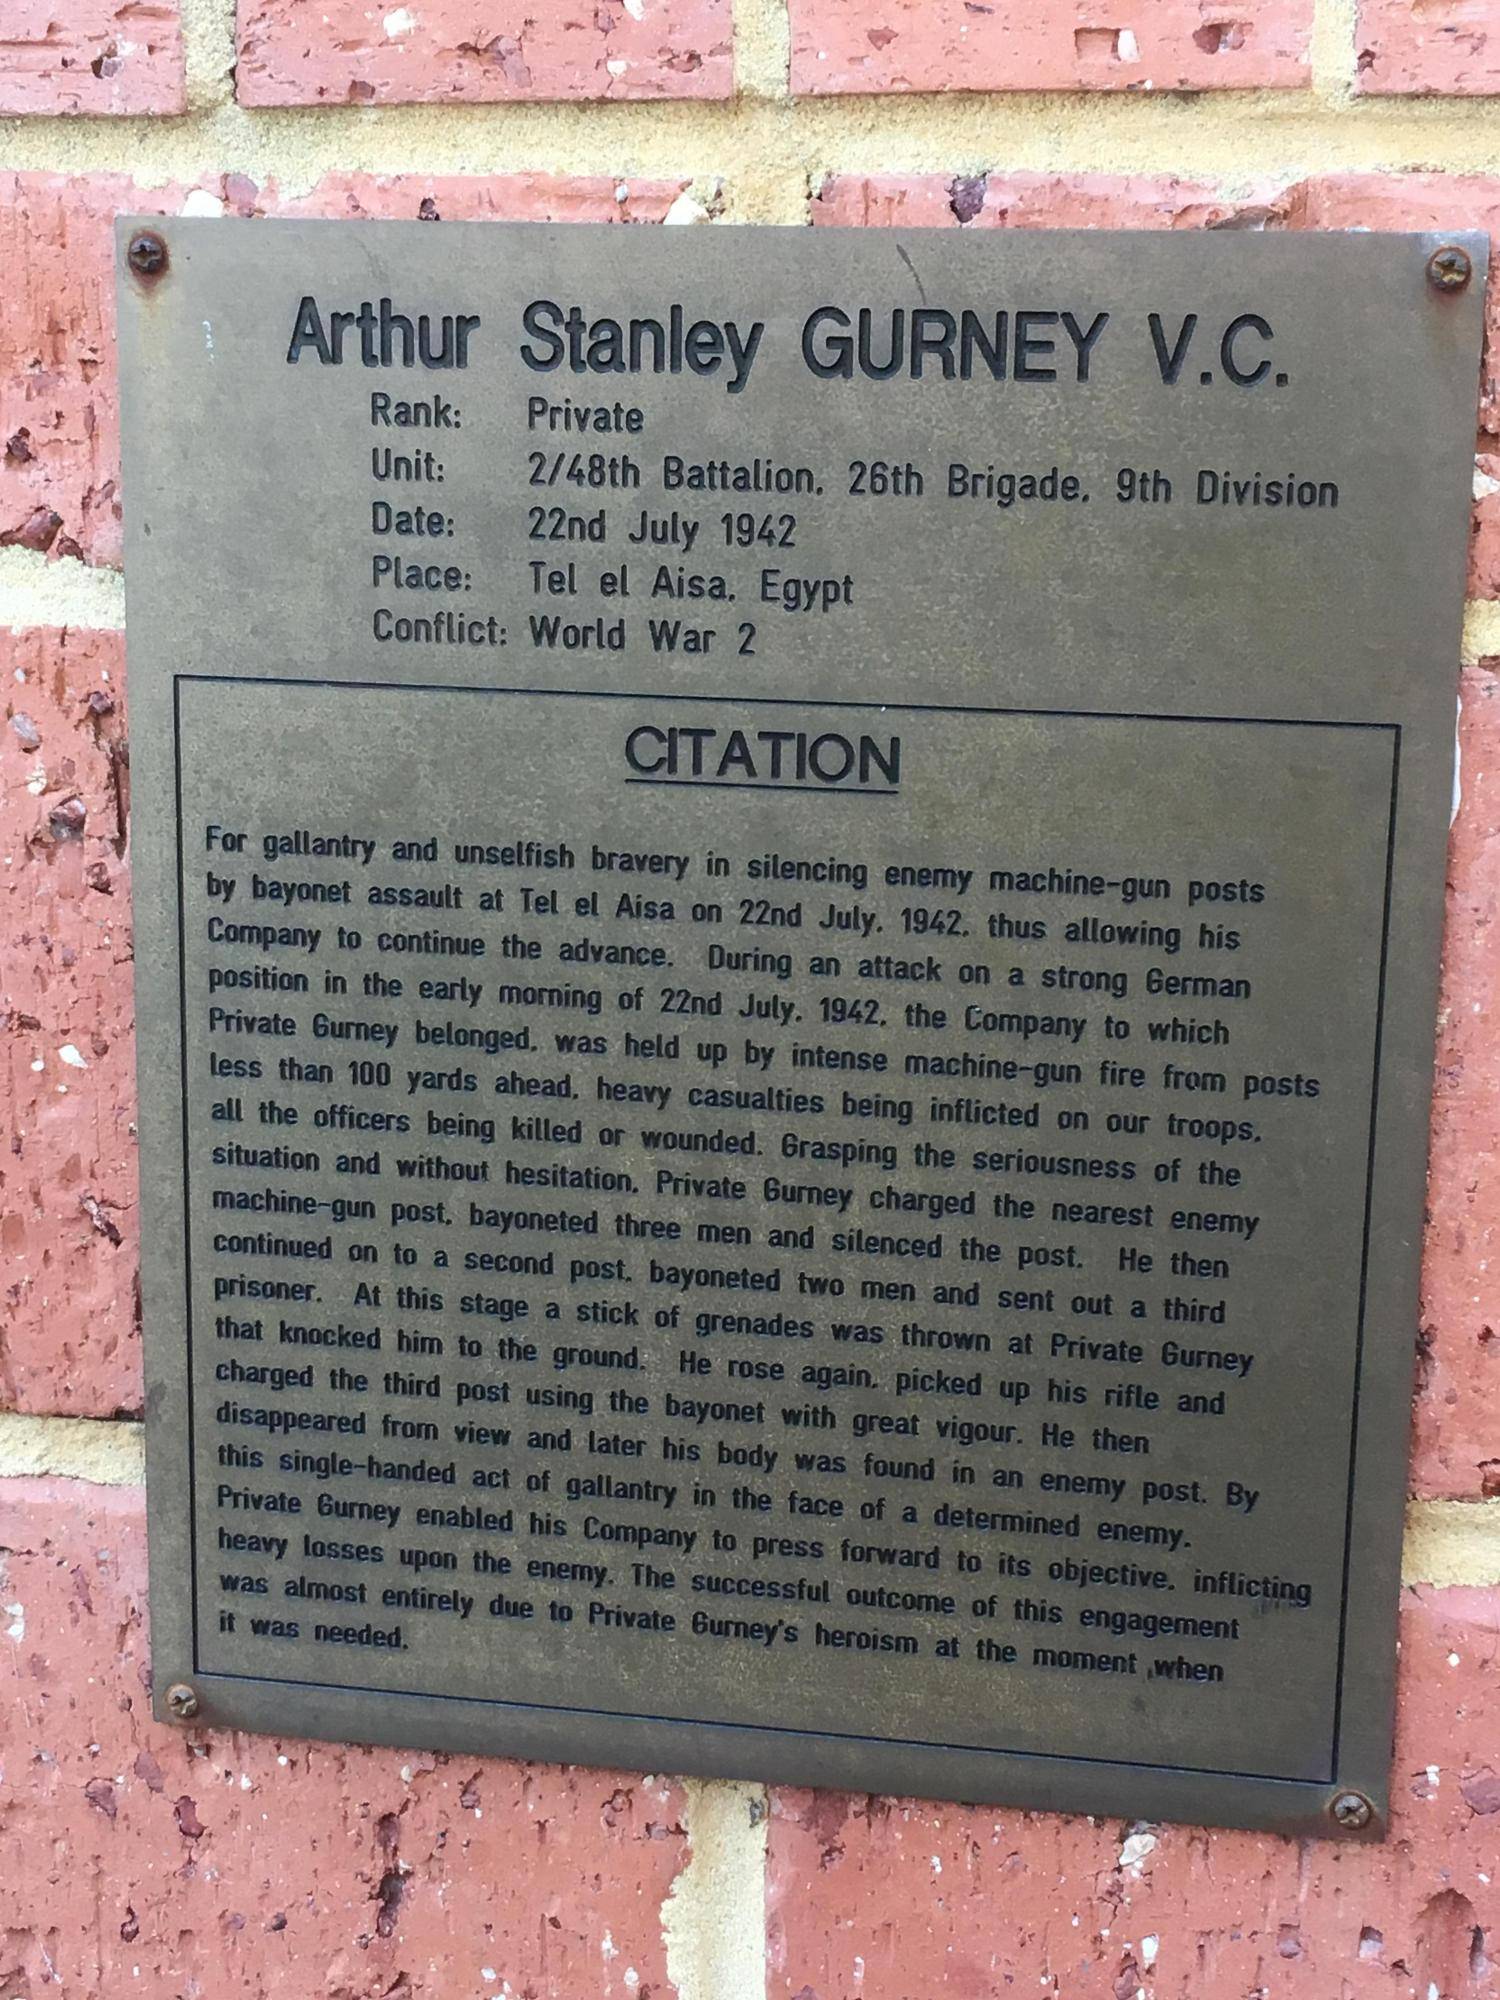 Arthur Stanley GURNEY V.C.
Rank: Private
Unit: 2/48th Battalion, 26th Brigade, 9th Division
Date: 22nd July 1942
Place: Tel el Aisa, Egypt
Conflict: World War 2
CITATION
For gallantry and unselfish bravery in silencing enemy machine-gun posts
by bayonet assault at Tel el Aisa on 22nd July, 1942, thus allowing his
Company to continue the advance. During an attack on a strong German
position in the early morning of 22nd July, 1942, the Company to which
Private Gurney belonged, was held up by intense machine-gun fire from posts
less than 100 yards ahead, heavy casualties being inflicted on our troops,
all the officers being killed or wounded. Grasping the seriousness of the
situation and without hesitation, Private Gurney charged the nearest enemy
machine-gun post, bayoneted three men and silenced the post. He then
continued on to a second post, bayoneted two men and sent out a third
prisoner. At this stage a stick of grenades was thrown at Private Gurney
that knocked him to the ground. He rose again, picked up his rifle and
charged the third post using the bayonet with great vigour. He then
disappeared from view and later his body was found in an enemy post. By
this single-handed act of gallantry in the face of a determined enemy,
Private Gurney enabled his Company to press forward to its objective, inflicting
heavy losses upon the enemy. The successful outcome of this engagement
was almost entirely due to Private Gurney's heroism at the moment when
it was needed.